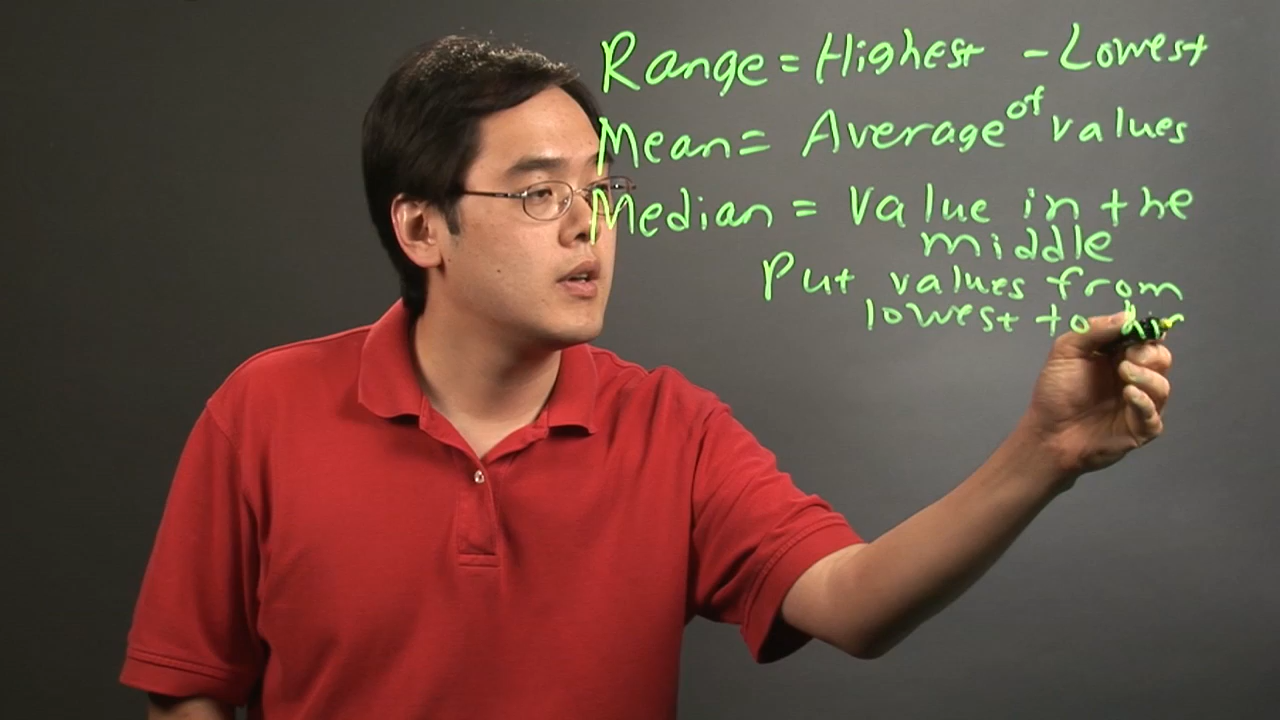 Range = Highest - Lowest
Mean = Average of values
Median = Value in the
middle
Put values from
lowest to